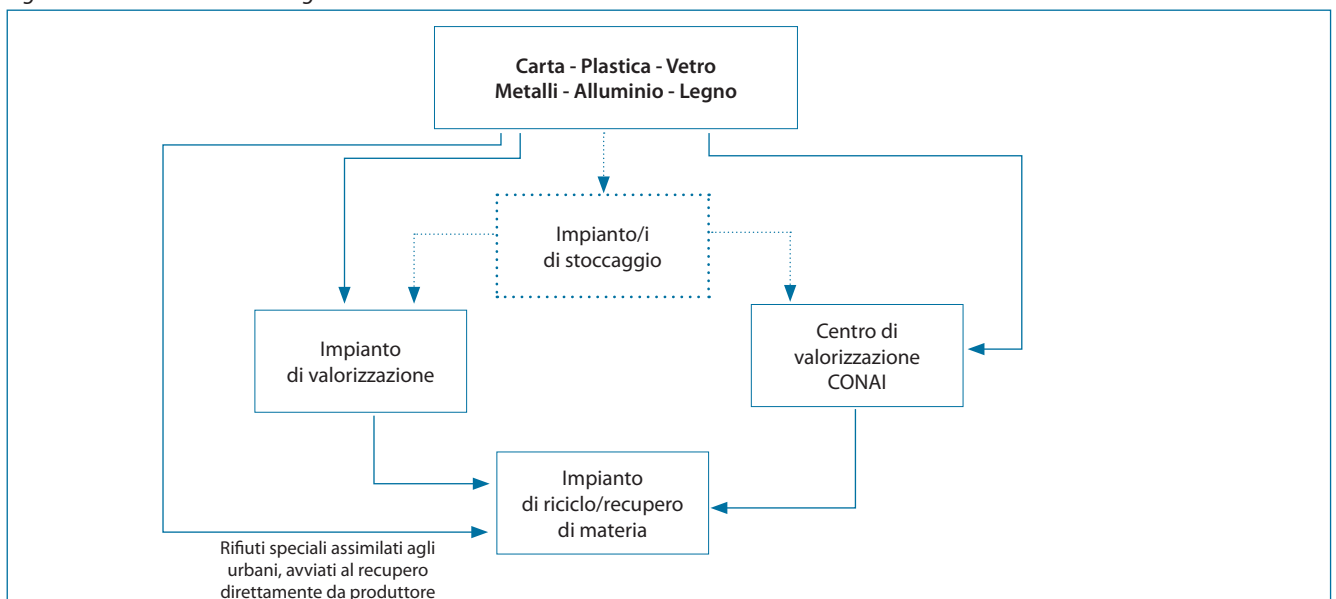 Carta - Plastica - Vetro
Metalli - Alluminio - Legno
Impianto/i
di stoccaggio
Impianto
di valorizzazione
Centro di
valorizzazione
CONAI
Impianto
di riciclo/recupero
di materia
Rifiuti speciali assimilati agli
urbani, avviati al recupero
direttamente da produttore